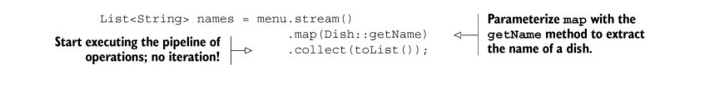 List<String> names = menu.stream()
.map(Dish::getName)
.collect(toList());
Parameterize map with the
getName method to extract
the name of a dish.
Start executing the pipeline of
operations; no iteration!